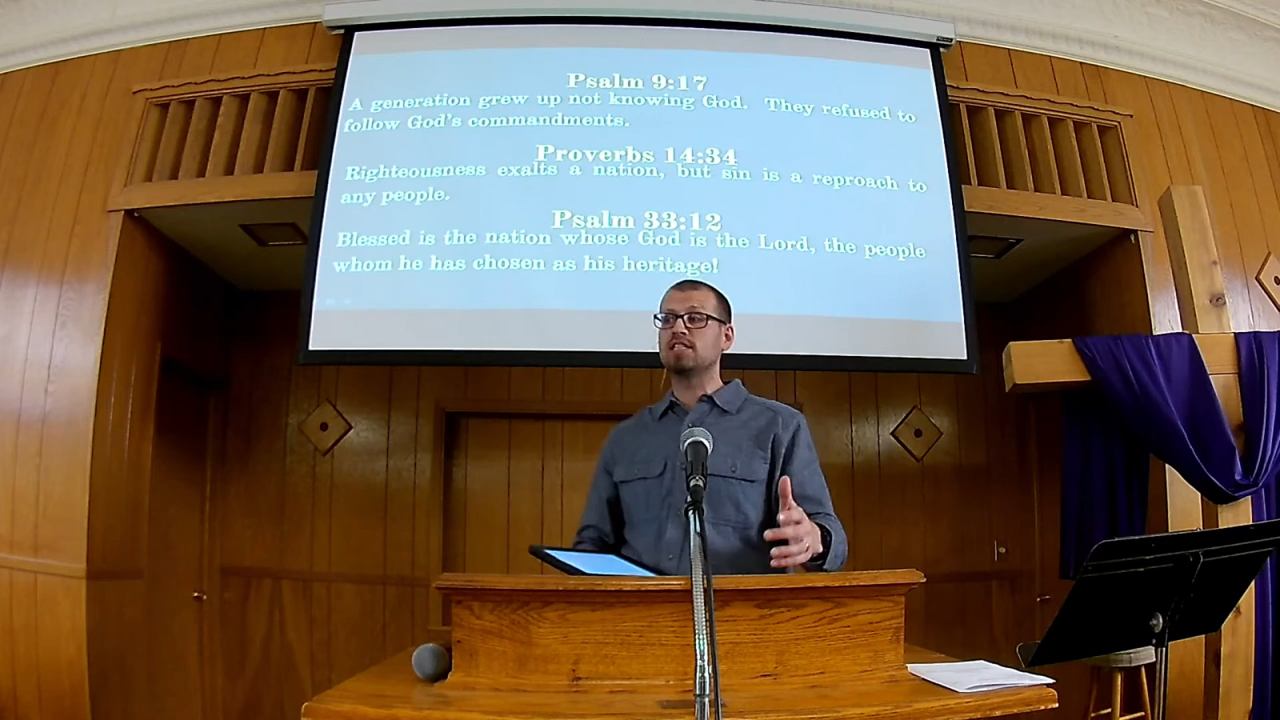 Psalm 9:17
A generation grew up not knowing God. They refused to
follow God's commandments.
Proverbs 14:34
Righteousness exalts a nation, but sin is a reproach to
any people.
Psalm 33:12
Blessed is the nation whose God is the Lord, the people
whom he has chosen as his heritage!